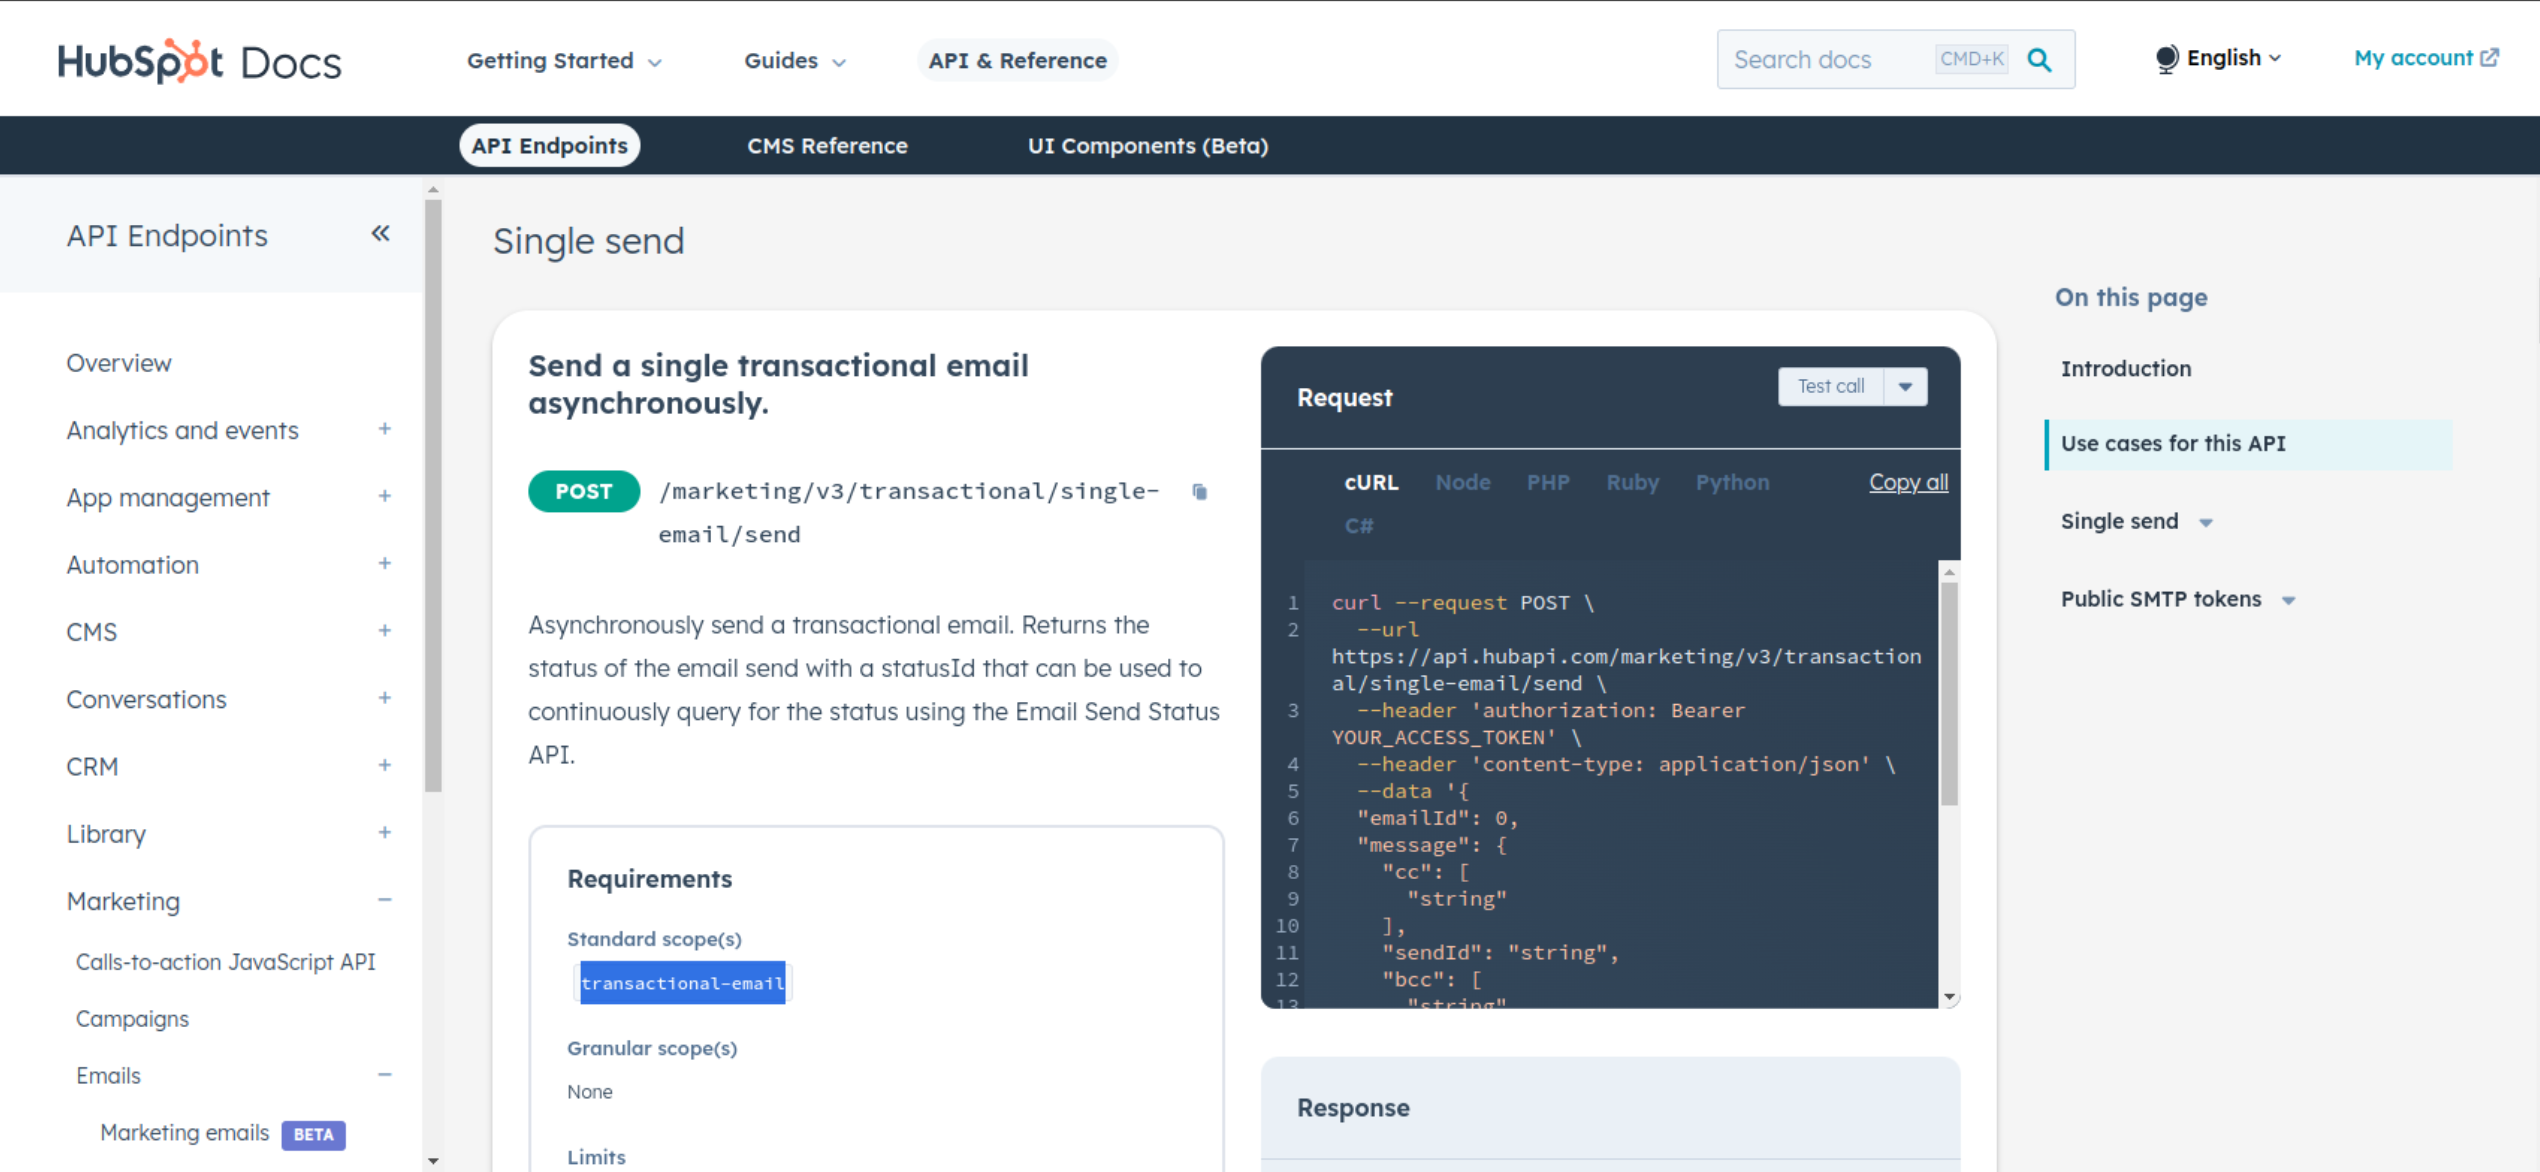 HubSpot Docs
Getting Started
Guides
API & Reference
Search docs
CMD+K
English
My account
API Endpoints
CMS Reference
UI Components (Beta)
API Endpoints
«
Overview
Analytics and events +
App management +
Automation +
CMS +
Conversations +
CRM +
Library +
Marketing −
Calls-to-action JavaScript API
Campaigns
Emails −
Marketing emails BETA
Single send
Send a single transactional email
asynchronously.
POST /marketing/v3/transactional/single-
email/send
Asynchronously send a transactional email. Returns the
status of the email send with a statusId that can be used to
continuously query for the status using the Email Send Status
API.
Requirements
Standard scope(s)
transactional-email
Granular scope(s)
None
Limits
Request
Test call
cURL Node PHP Ruby Python
C#
Copy all
1 curl --request POST \
2 --url
https://api.hubapi.com/marketing/v3/transaction
al/single-email/send \
3 --header 'authorization: Bearer
YOUR_ACCESS_TOKEN' \
4 --header 'content-type: application/json' \
5 --data '{
6 "emailId": 0,
7 "message": {
8 "cc": [
9 "string"
10 ],
11 "sendId": "string",
12 "bcc": [
13 "string"
Response
On this page
Introduction
Use cases for this API
Single send
Public SMTP tokens